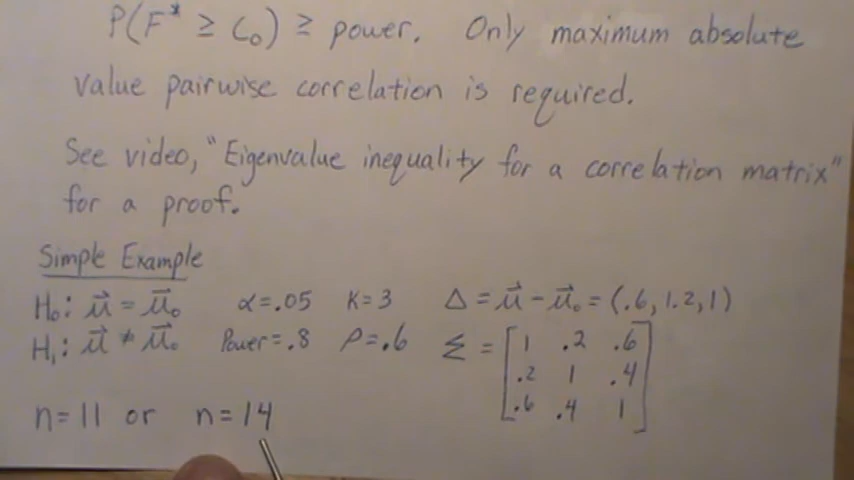 P(F* ≥ C₀) ≥ power. Only maximum absolute
value pairwise correlation is required.
See video, "Eigenvalue inequality for a correlation matrix"
for a proof.
Simple Example
H₀: μ⃗ = μ⃗₀ α=.05 K=3 Δ = μ⃗ - μ⃗₀ = (.6, 1.2, 1)
H₁: μ⃗ ≠ μ⃗₀ Power=.8 ρ=.6 Σ = [1 .2 .6
.2 1 .4
.6 .4 1]
n=11 or n=14